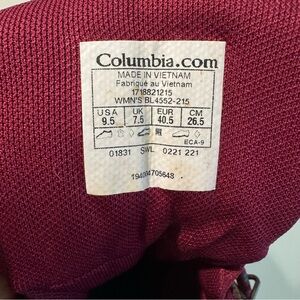 Columbia.com
MADE IN VIETNAM
Fabriqué au Vietnam
1718821215
WMN'S BL4552-215
USA UK EUR CM
9.5 7.5 40.5 26.5
ECA-9
01831 SWL 0221 221